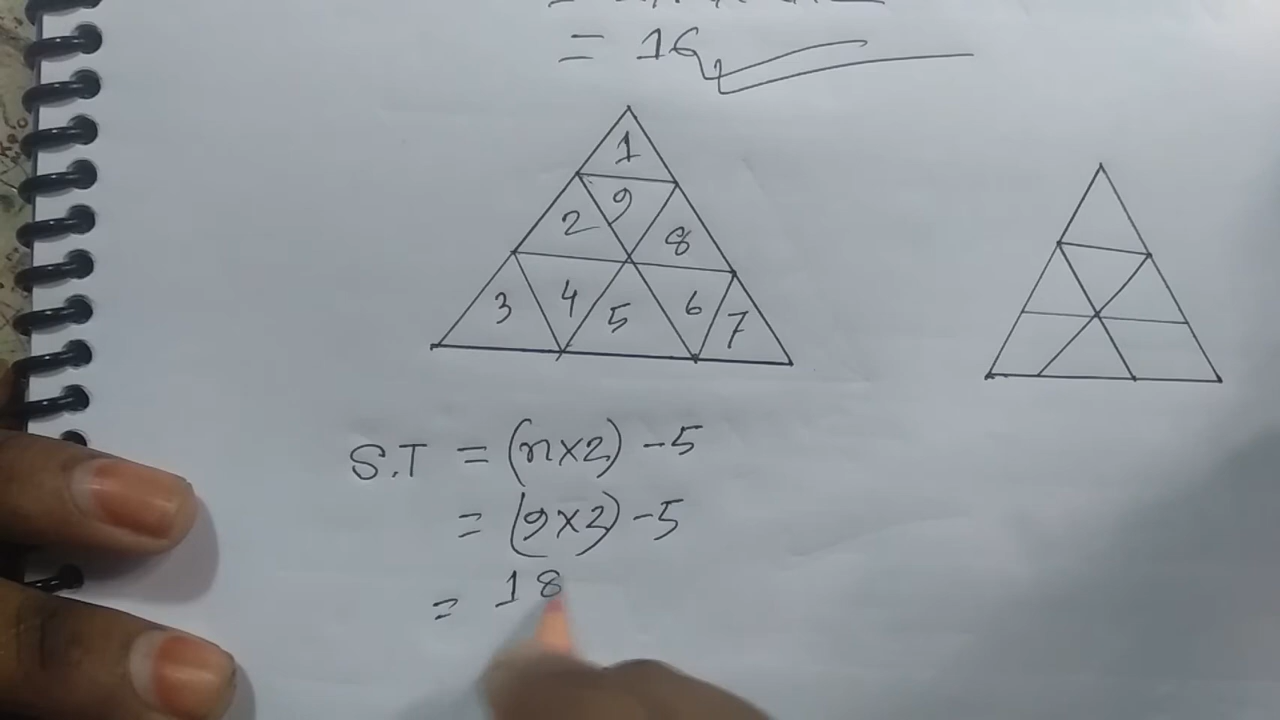 = 16
1
9
2
8
3 4 5 6 7
S.T = (n×2) -5
= (9×2) -5
= 18